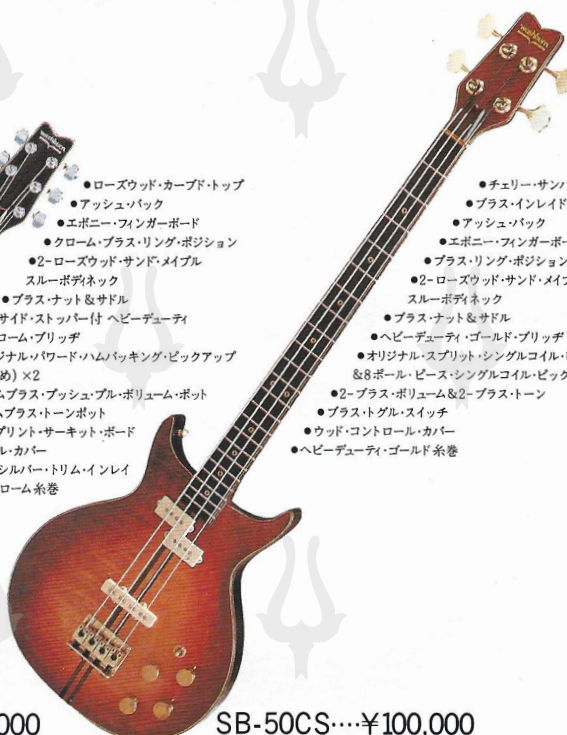 washburn
washburn
●ローズウッド・カーブド・トップ
●アッシュ・バック
●エボニー・フィンガーボード
●クローム・ブラス・リング・ポジション
●2-ローズウッド・サンド・メイプル
スルーボディネック
●ブラス・ナット&サドル
サイド・ストッパー付 ヘビーデューティ
ローム・ブリッヂ
ジナル・パワード・ハムバッキング・ピックアップ
め)×2
ムブラス・プッシュ・プル・ボリューム・ポット
ムブラス・トーンポット
プリント・サーキット・ボード
ル・カバー
シルバー・トリム・インレイ
ローム糸巻
●チェリー・サンバ
●ブラス・インレイド
●アッシュ・バック
●エボニー・フィンガーボー
●ブラス・リング・ポジション
●2-ローズウッド・サンド・メイプ
スルーボディネック
●ブラス・ナット&サドル
●ヘビーデューティ・ゴールド・ブリッヂ
●オリジナル・スプリット・シングルコイル・
&8ポール・ピース・シングルコイル・ピック
●2-ブラス・ボリューム&2-ブラス・トーン
●ブラス・トグル・スイッチ
●ウッド・コントロール・カバー
●ヘビーデューティ・ゴールド糸巻
000
SB-50CS····¥100,000